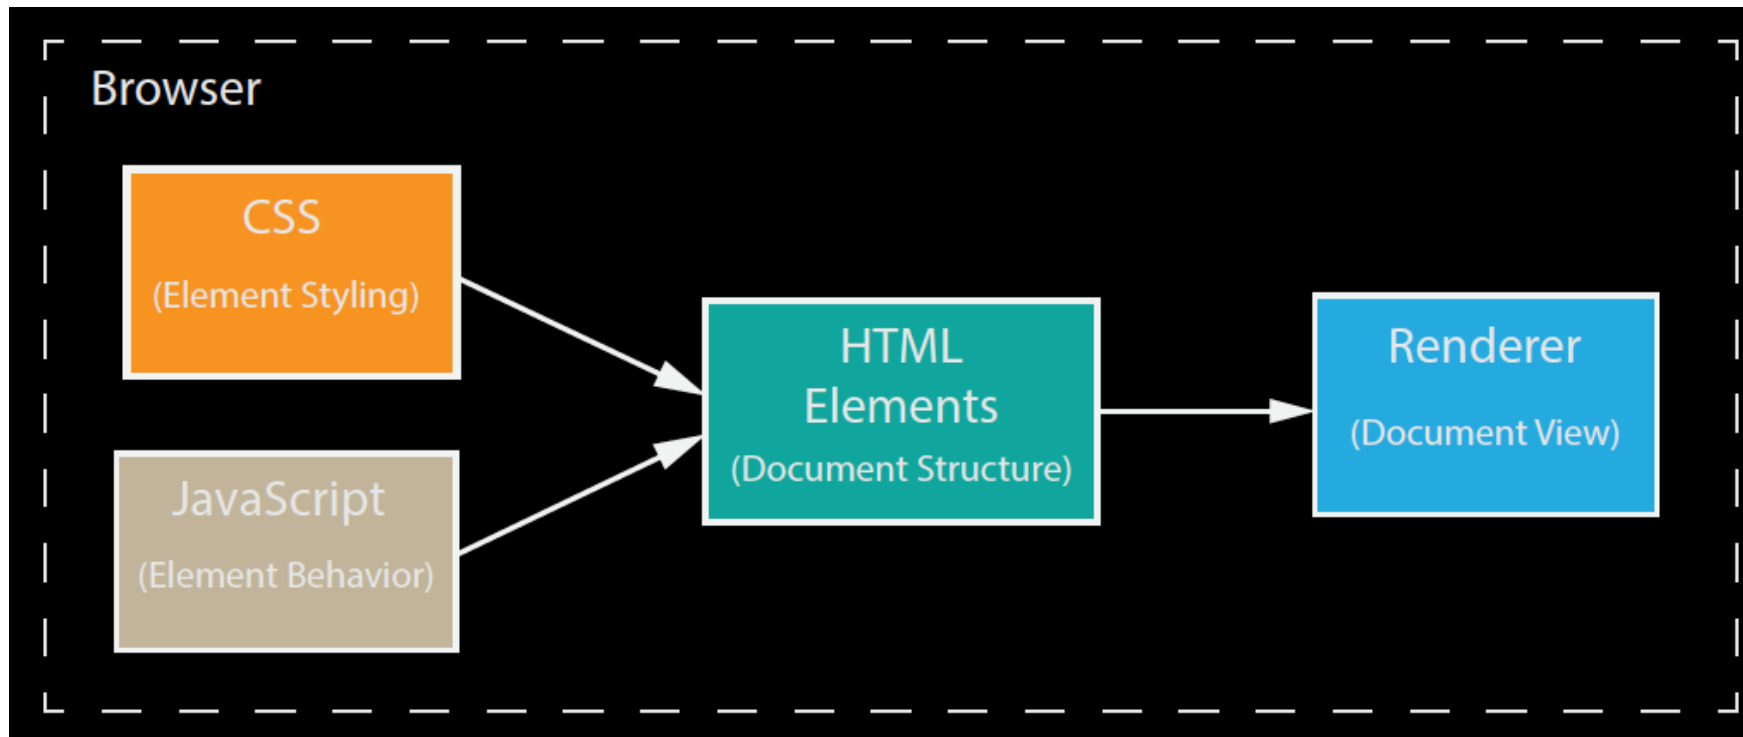 Browser
CSS
(Element Styling)
JavaScript
(Element Behavior)
HTML
Elements
(Document Structure)
Renderer
(Document View)